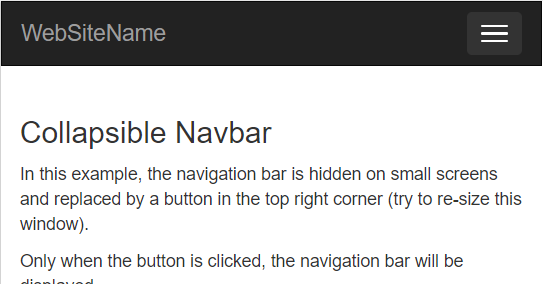 WebSiteName
Collapsible Navbar
In this example, the navigation bar is hidden on small screens
and replaced by a button in the top right corner (try to re-size this
window).
Only when the button is clicked, the navigation bar will be
displayed